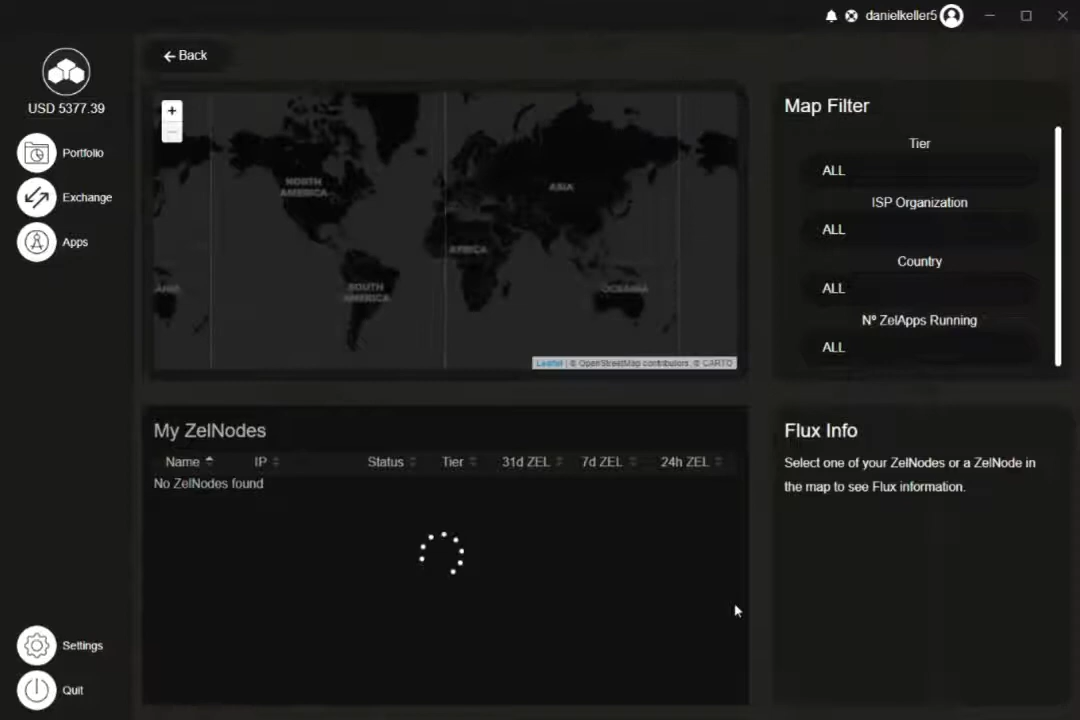 danielkeller5
USD 5377.39
Portfolio
Exchange
Apps
Settings
Quit
← Back
+
−
NORTH AMERICA
SOUTH AMERICA
AFRICA
ASIA
OCEANIA
Leaflet | © OpenStreetMap contributors, © CARTO
Map Filter
Tier
ALL
ISP Organization
ALL
Country
ALL
Nº ZelApps Running
ALL
My ZelNodes
Name IP Status Tier 31d ZEL 7d ZEL 24h ZEL
No ZelNodes found
Flux Info
Select one of your ZelNodes or a ZelNode in
the map to see Flux information.